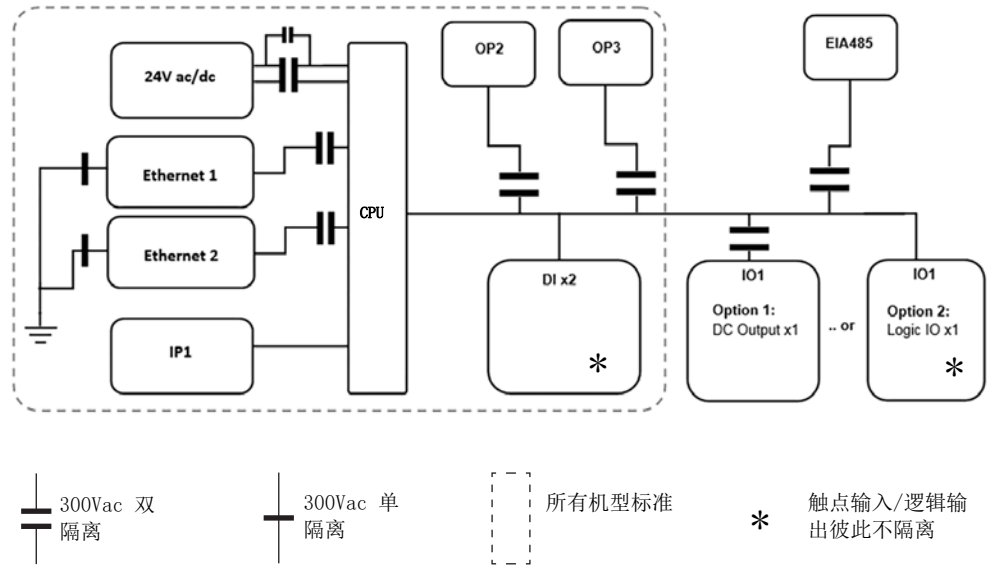 24V ac/dc
Ethernet 1
Ethernet 2
IP1
CPU
OP2
OP3
EIA485
DI x2
*
IO1
Option 1:
DC Output x1
.. or
IO1
Option 2:
Logic IO x1
*
300Vac 双
隔离
300Vac 单
隔离
所有机型标准
*
触点输入/逻辑输
出彼此不隔离